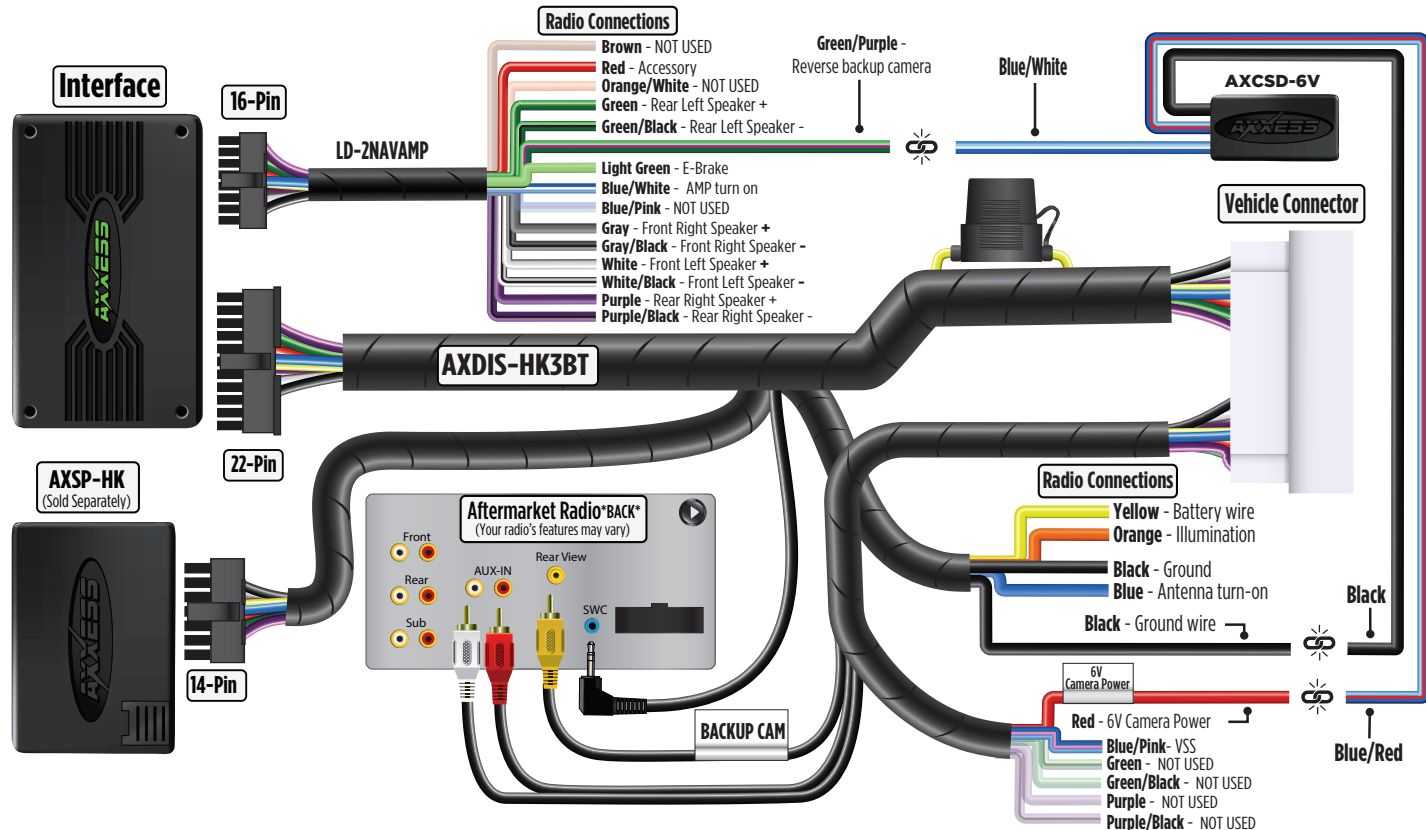 Radio Connections
Brown - NOT USED
Red - Accessory
Orange/White - NOT USED
Green - Rear Left Speaker +
Green/Black - Rear Left Speaker -
Light Green - E-Brake
Blue/White - AMP turn on
Blue/Pink - NOT USED
Gray - Front Right Speaker +
Gray/Black - Front Right Speaker -
White - Front Left Speaker +
White/Black - Front Left Speaker -
Purple - Rear Right Speaker +
Purple/Black - Rear Right Speaker -
Green/Purple -
Reverse backup camera
Blue/White
AXCSD-6V
AXXESS
Interface
AXXESS
16-Pin
LD-2NAVAMP
Vehicle Connector
AXDIS-HK3BT
22-Pin
AXSP-HK
(Sold Separately)
AXXESS
14-Pin
Aftermarket Radio*BACK*
(Your radio's features may vary)
Front
Rear
Sub
AUX-IN
Rear View
SWC
BACKUP CAM
Radio Connections
Yellow - Battery wire
Orange - Illumination
Black - Ground
Blue - Antenna turn-on
Black - Ground wire
Black
6V
Camera Power
Red - 6V Camera Power
Blue/Red
Blue/Pink- VSS
Green - NOT USED
Green/Black - NOT USED
Purple - NOT USED
Purple/Black - NOT USED